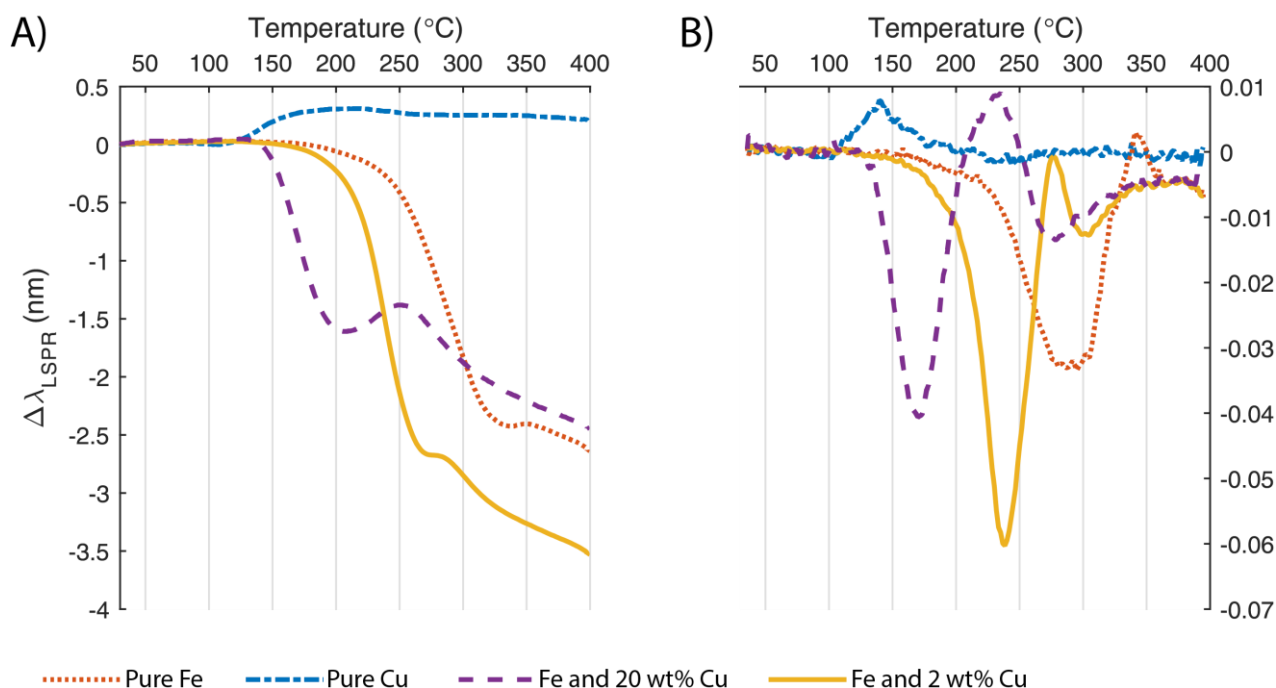 A)
Temperature (°C)
50 100 150 200 250 300 350 400
0.5
0
-0.5
-1
-1.5
-2
-2.5
-3
-3.5
-4
Δλ LSPR (nm)
B)
Temperature (°C)
50 100 150 200 250 300 350 400
0.01
0
-0.01
-0.02
-0.03
-0.04
-0.05
-0.06
-0.07
Pure Fe Pure Cu Fe and 20 wt% Cu Fe and 2 wt% Cu